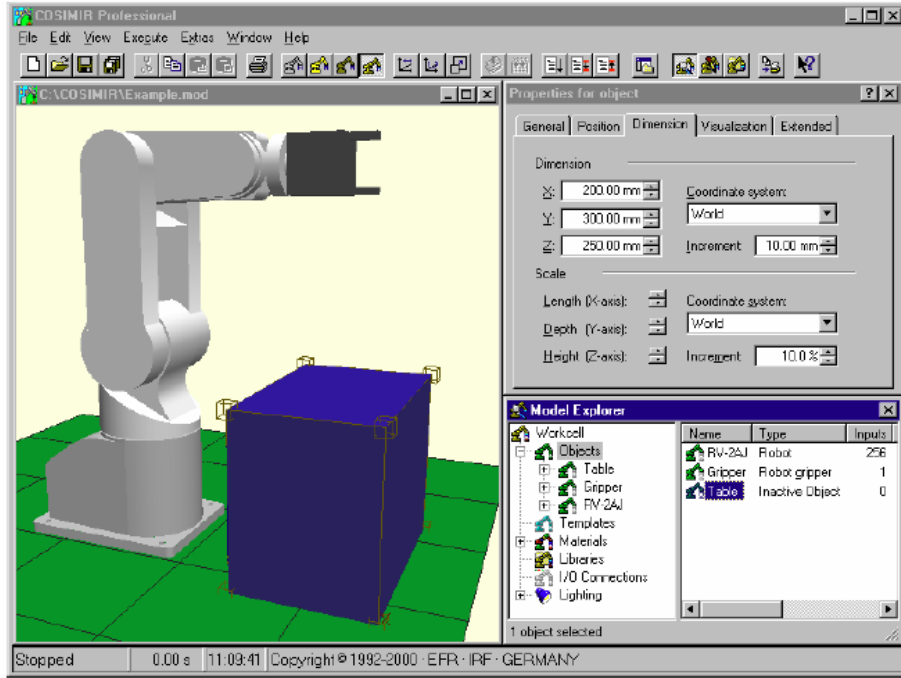 COSIMIR Professional
File Edit View Execute Extras Window Help
C:\COSIMIR\Example.mod
Properties for object
General Position Dimension Visualization Extended
Dimension
X: 200.00 mm Coordinate system:
Y: 300.00 mm World
Z: 250.00 mm Increment 10.00 mm
Scale
Length (X-axis): Coordinate system:
Depth (Y-axis): World
Height (Z-axis): Increment 10.0 %
Model Explorer
Workcell
Objects
Table
Gripper
RV-2AJ
Templates
Materials
Libraries
I/O Connections
Lighting
Name Type Inputs
RV-2AJ Robot 256
Gripper Robot gripper 1
Table Inactive Object 0
1 object selected
Stopped 0.00 s 11:09:41 Copyright © 1992-2000 · EFR · IRF · GERMANY